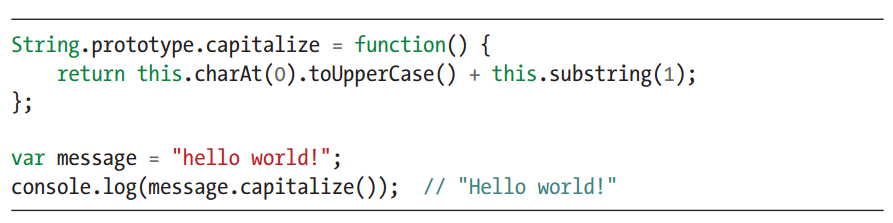 String.prototype.capitalize = function() {
    return this.charAt(0).toUpperCase() + this.substring(1);
};

var message = "hello world!";
console.log(message.capitalize());  // "Hello world!"